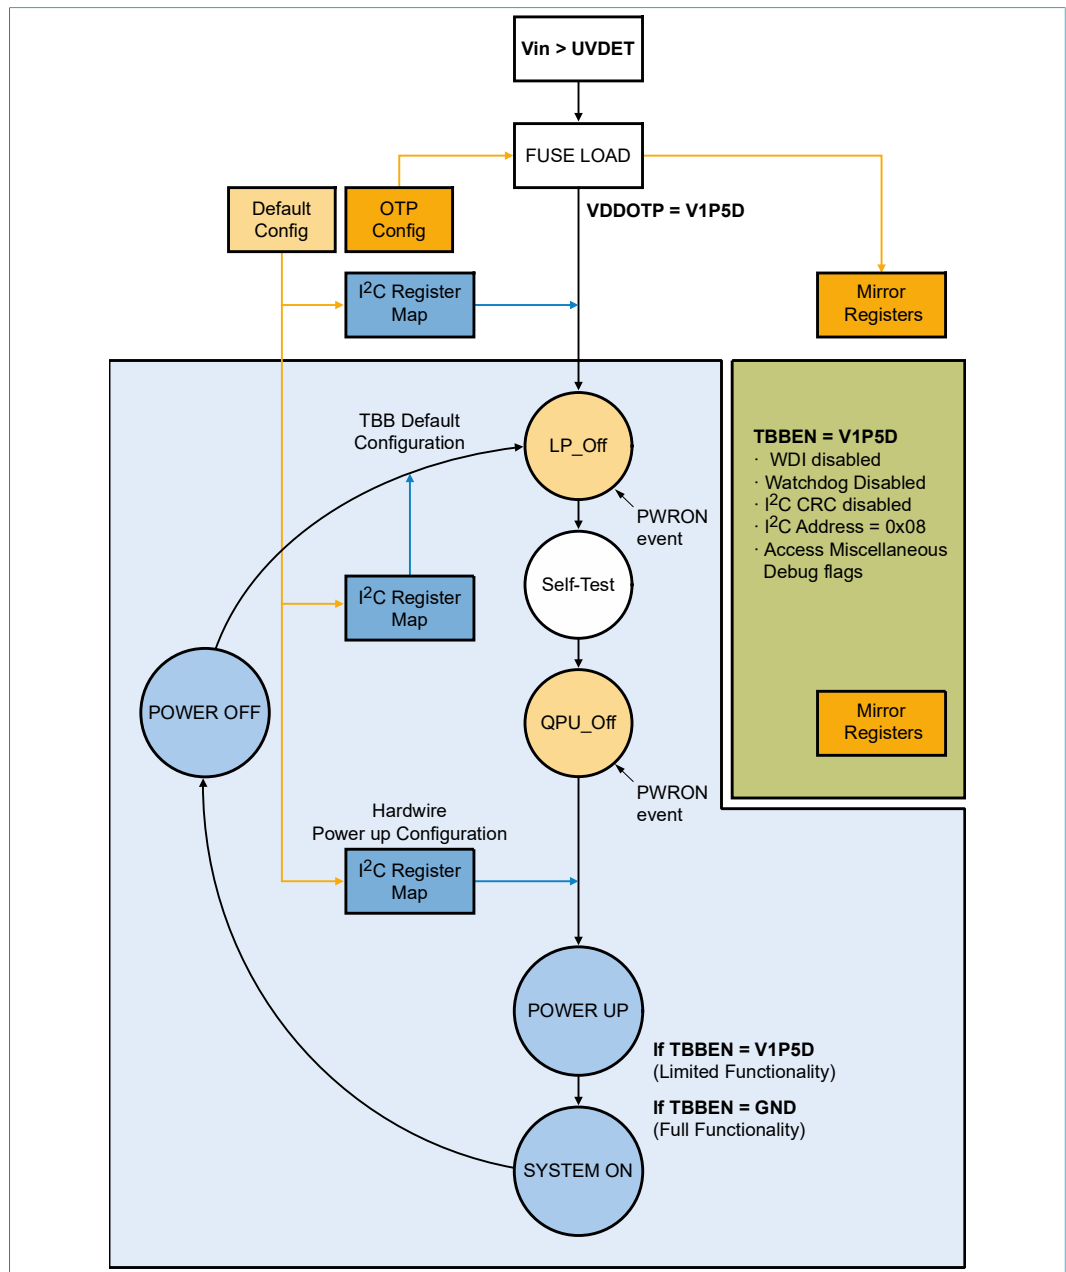 Vin > UVDET
FUSE LOAD
VDDOTP = V1P5D
Default
Config
OTP
Config
I²C Register
Map
Mirror
Registers
TBB Default
Configuration
LP_Off
PWRON
event
TBBEN = V1P5D
· WDI disabled
· Watchdog Disabled
· I²C CRC disabled
· I²C Address = 0x08
· Access Miscellaneous
Debug flags
Self-Test
I²C Register
Map
POWER OFF
QPU_Off
Mirror
Registers
PWRON
event
Hardwire
Power up Configuration
I²C Register
Map
POWER UP
If TBBEN = V1P5D
(Limited Functionality)
If TBBEN = GND
(Full Functionality)
SYSTEM ON